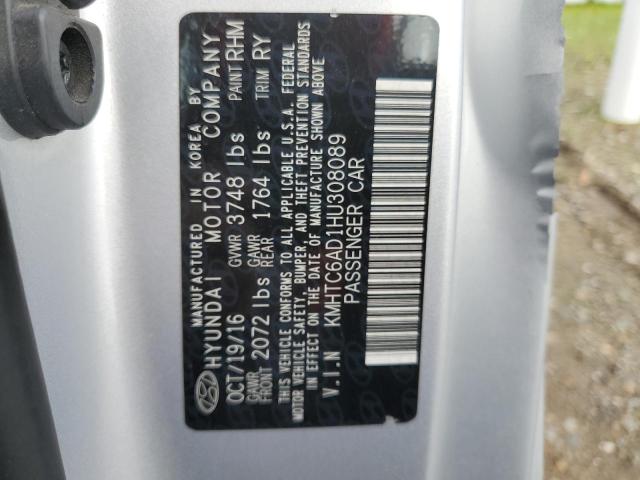 MANUFACTURED IN KOREA BY
HYUNDAI MOTOR COMPANY
OCT/19/16 GVWR 3748 lbs PAINT RHM
GAWR FRONT 2072 lbs GAWR REAR 1764 lbs TRIM RY
THIS VEHICLE CONFORMS TO ALL APPLICABLE U.S.A. FEDERAL
MOTOR VEHICLE SAFETY, BUMPER, AND THEFT PREVENTION STANDARDS
IN EFFECT ON THE DATE OF MANUFACTURE SHOWN ABOVE
V.I.N KMHTC6AD1HU308089
PASSENGER CAR